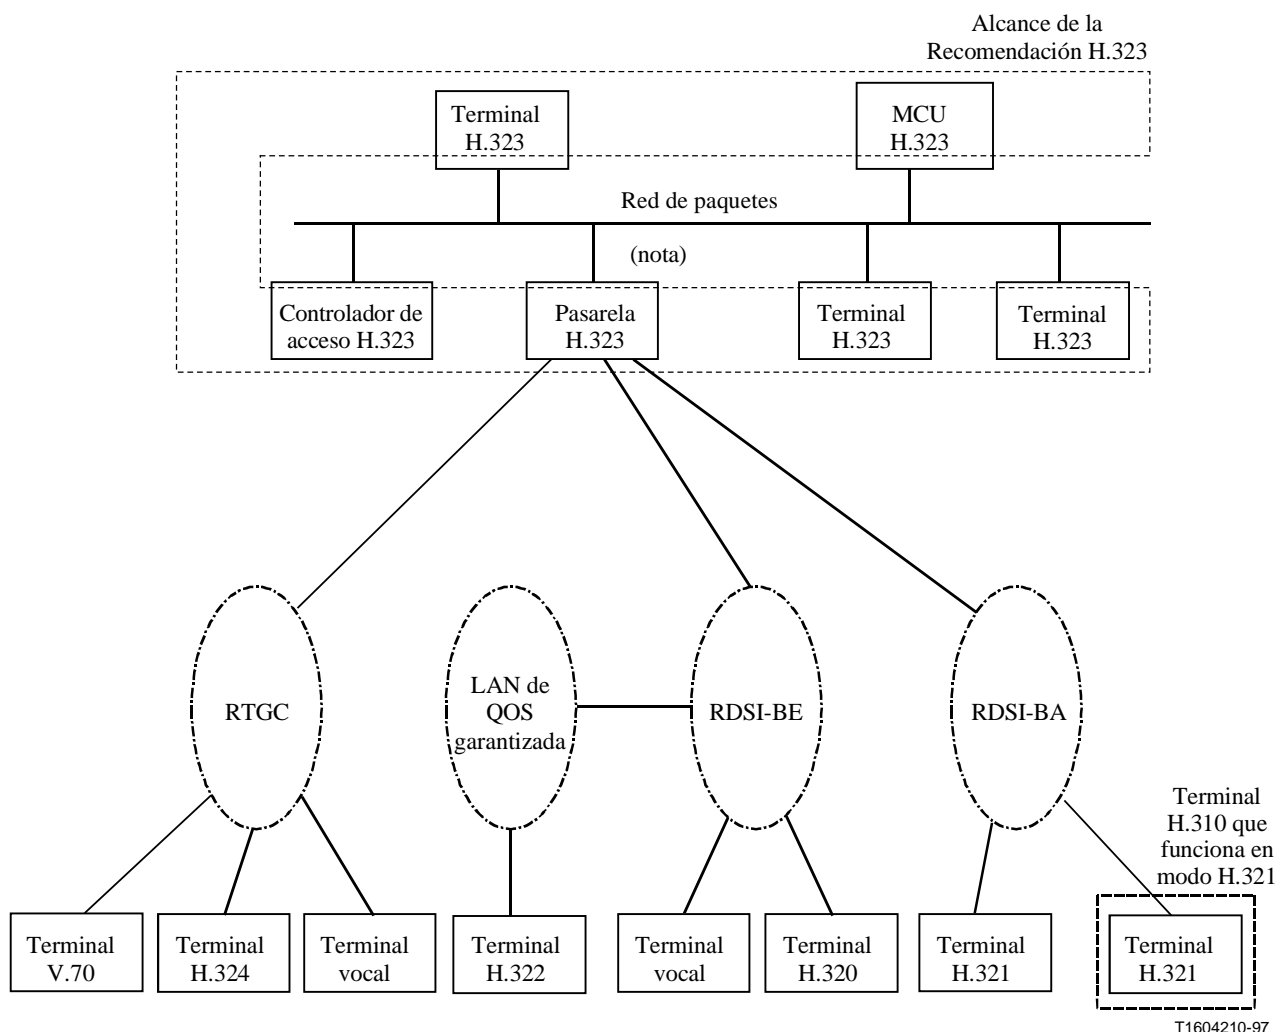 Alcance de la
Recomendación H.323
Terminal
H.323
MCU
H.323
Red de paquetes
(nota)
Controlador de
acceso H.323
Pasarela
H.323
Terminal
H.323
Terminal
H.323
RTGC
LAN de
QOS
garantizada
RDSI-BE
RDSI-BA
Terminal
H.310 que
funciona en
modo H.321
Terminal
V.70
Terminal
H.324
Terminal
vocal
Terminal
H.322
Terminal
vocal
Terminal
H.320
Terminal
H.321
Terminal
H.321
T1604210-97